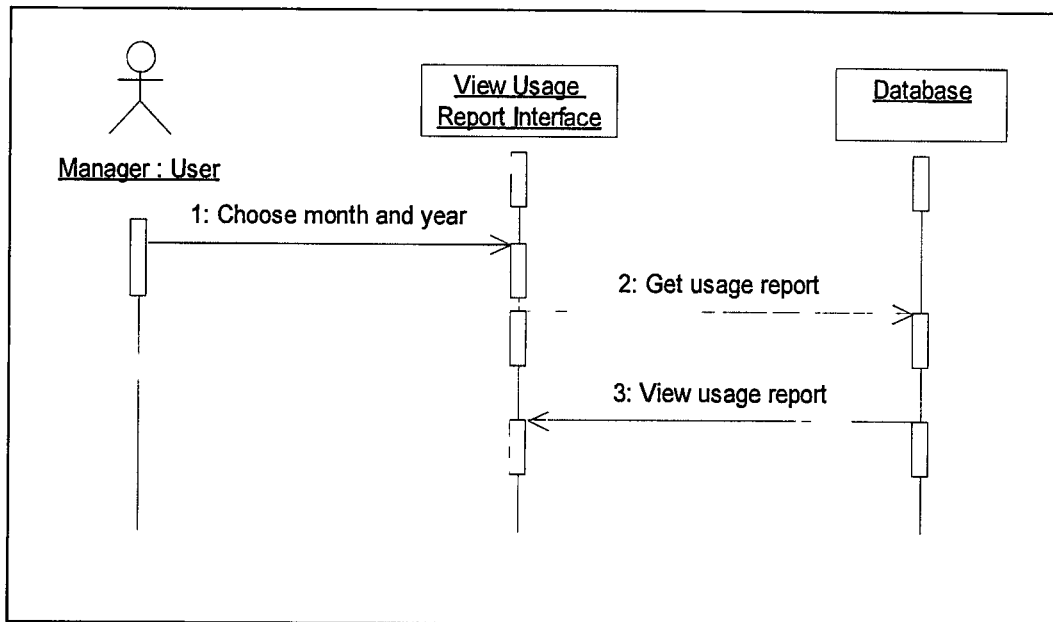 View Usage
Report Interface
Database
Manager : User
1: Choose month and year
2: Get usage report
3: View usage report